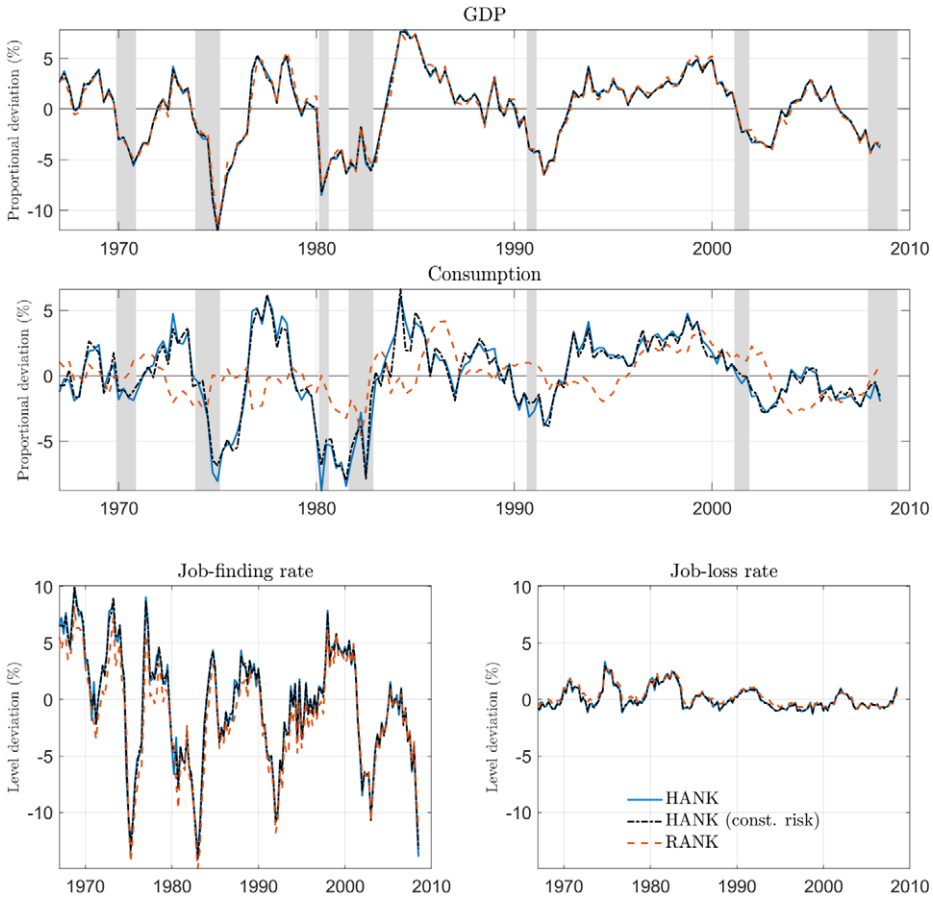 GDP
Proportional deviation (%)
5
0
-5
-10
1970 1980 1990 2000 2010
Consumption
Proportional deviation (%)
5
0
-5
1970 1980 1990 2000 2010
Job-finding rate
Level deviation (%)
10
5
0
-5
-10
1970 1980 1990 2000 2010
Job-loss rate
Level deviation (%)
10
5
0
-5
-10
HANK
HANK (const. risk)
RANK
1970 1980 1990 2000 2010